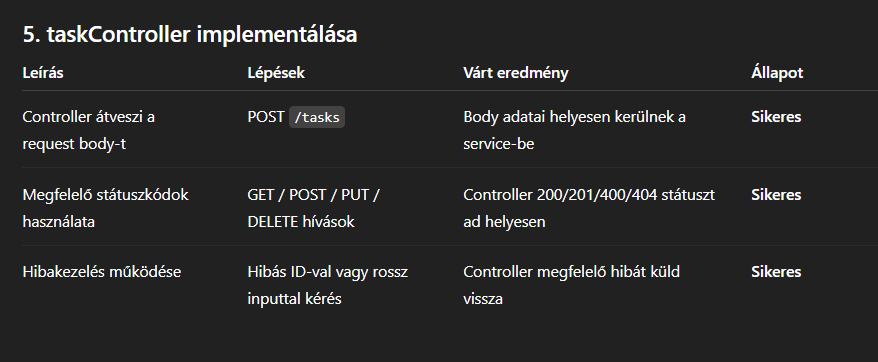 5. taskController implementálása
Leírás Lépések Várt eredmény Állapot
Controller átveszi a POST /tasks Body adatai helyesen kerülnek a Sikeres
request body-t service-be
Megfelelő státuszkódok GET / POST / PUT / Controller 200/201/400/404 státuszt Sikeres
használata DELETE hívások ad helyesen
Hibakezelés működése Hibás ID-val vagy rossz Controller megfelelő hibát küld Sikeres
inputtal kérés vissza